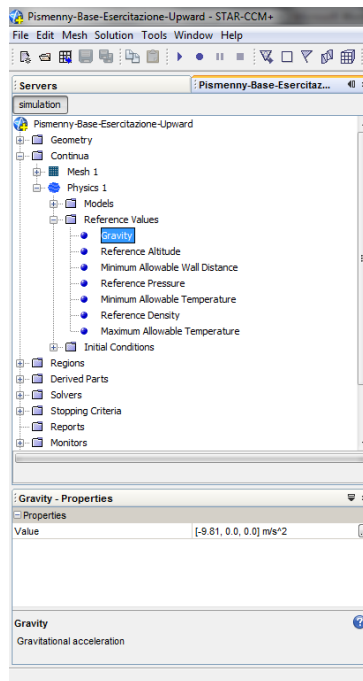 Pismenny-Base-Esercitazione-Upward - STAR-CCM+
File Edit Mesh Solution Tools Window Help
Servers
Pismenny-Base-Esercitaz...
simulation
Pismenny-Base-Esercitazione-Upward
Geometry
Continua
Mesh 1
Physics 1
Models
Reference Values
Gravity
Reference Altitude
Minimum Allowable Wall Distance
Reference Pressure
Minimum Allowable Temperature
Reference Density
Maximum Allowable Temperature
Initial Conditions
Regions
Derived Parts
Solvers
Stopping Criteria
Reports
Monitors
Gravity - Properties
Properties
Value [-9.81, 0.0, 0.0] m/s^2
Gravity
Gravitational acceleration